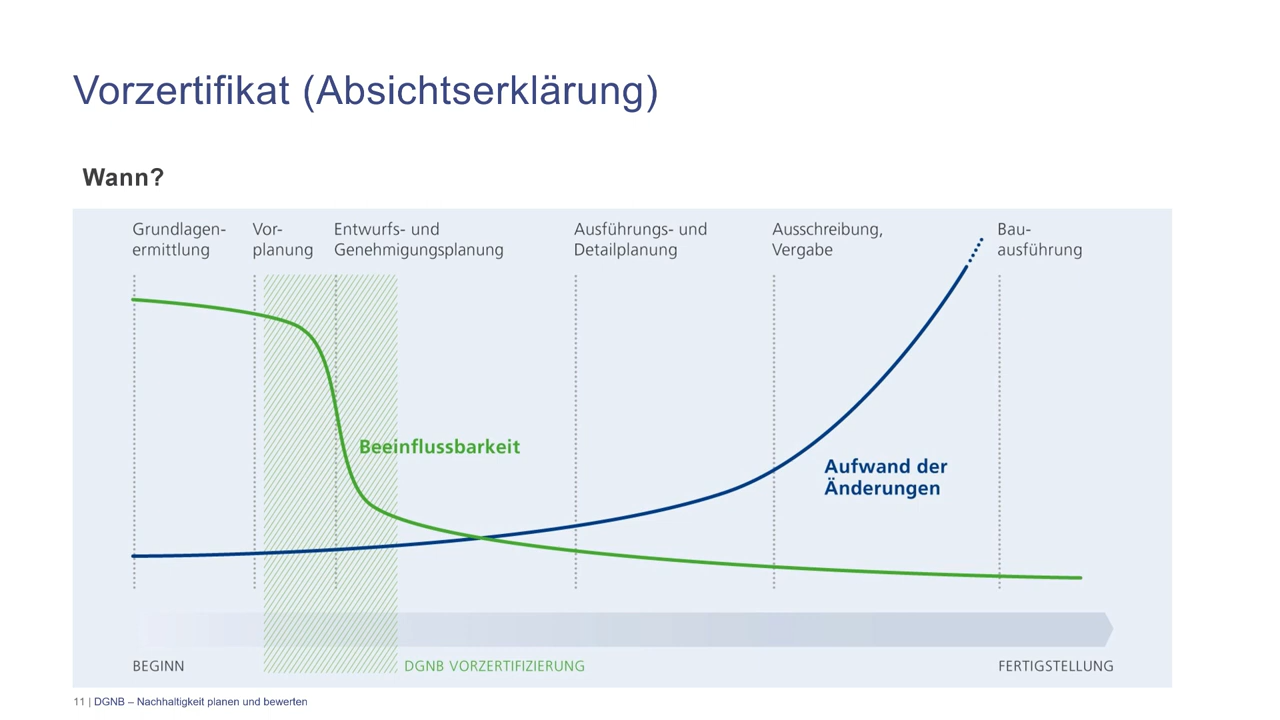 Vorzertifikat (Absichtserklärung)
Wann?
Grundlagen-
ermittlung
Vor-
planung
Entwurfs- und
Genehmigungsplanung
Ausführungs- und
Detailplanung
Ausschreibung,
Vergabe
Bau-
ausführung
Beeinflussbarkeit
Aufwand der
Änderungen
BEGINN
DGNB VORZERTIFIZIERUNG
FERTIGSTELLUNG
11 | DGNB – Nachhaltigkeit planen und bewerten